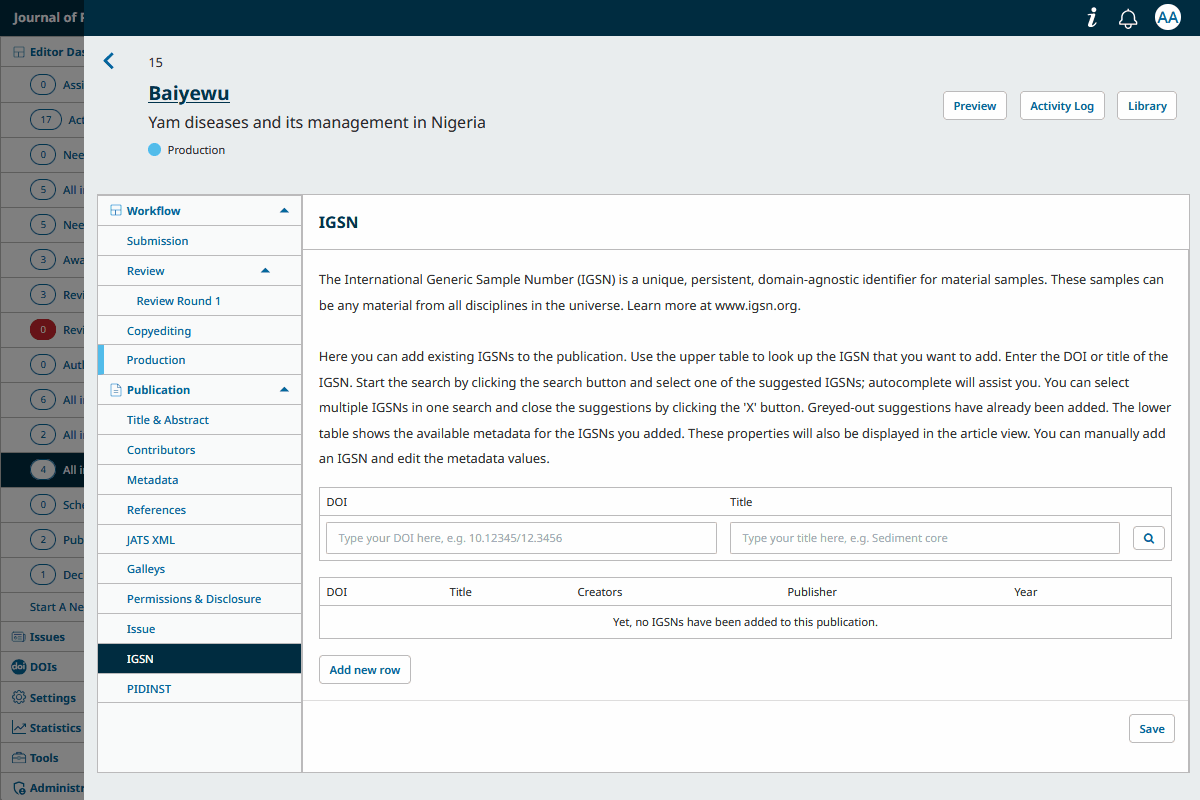 Journal of
AA
Editor Das
0 Assi
17 Act
0 Nee
5 All i
5 Nee
3 Awa
3 Revi
0 Revi
0 Auth
6 All i
2 All i
4 All i
0 Sche
2 Pub
1 Dec
Start A Ne
Issues
doi DOIs
Settings
Statistics
Tools
Administr
15
Baiyewu
Yam diseases and its management in Nigeria
Production
Preview
Activity Log
Library
Workflow
Submission
Review
Review Round 1
Copyediting
Production
Publication
Title & Abstract
Contributors
Metadata
References
JATS XML
Galleys
Permissions & Disclosure
Issue
IGSN
PIDINST
IGSN
The International Generic Sample Number (IGSN) is a unique, persistent, domain-agnostic identifier for material samples. These samples can
be any material from all disciplines in the universe. Learn more at www.igsn.org.
Here you can add existing IGSNs to the publication. Use the upper table to look up the IGSN that you want to add. Enter the DOI or title of the
IGSN. Start the search by clicking the search button and select one of the suggested IGSNs; autocomplete will assist you. You can select
multiple IGSNs in one search and close the suggestions by clicking the 'X' button. Greyed-out suggestions have already been added. The lower
table shows the available metadata for the IGSNs you added. These properties will also be displayed in the article view. You can manually add
an IGSN and edit the metadata values.
DOI Title
Type your DOI here, e.g. 10.12345/12.3456 Type your title here, e.g. Sediment core
DOI Title Creators Publisher Year
Yet, no IGSNs have been added to this publication.
Add new row
Save